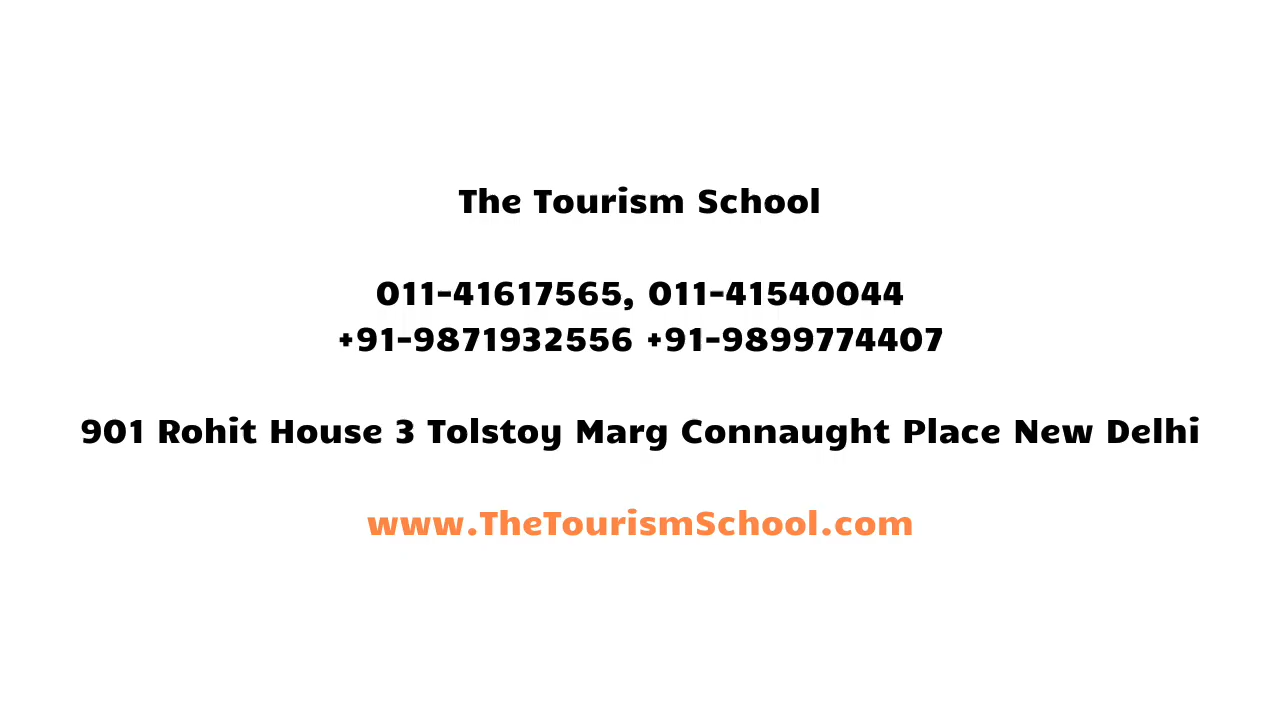 The Tourism School
011-41617565, 011-41540044
+91-9871932556 +91-9899774407
901 Rohit House 3 Tolstoy Marg Connaught Place New Delhi
www.TheTourismSchool.com